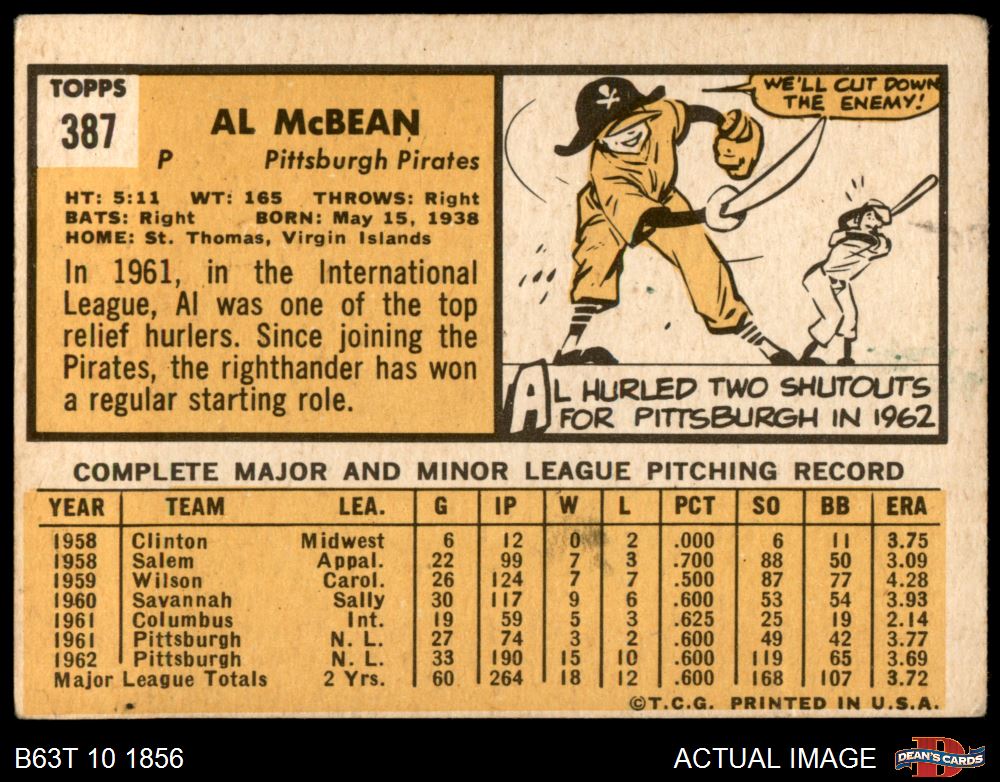 TOPPS
387
AL McBEAN
P Pittsburgh Pirates
HT: 5:11 WT: 165 THROWS: Right
BATS: Right BORN: May 15, 1938
HOME: St. Thomas, Virgin Islands
In 1961, in the International
League, Al was one of the top
relief hurlers. Since joining the
Pirates, the righthander has won
a regular starting role.
WE'LL CUT DOWN
THE ENEMY!
AL HURLED TWO SHUTOUTS
FOR PITTSBURGH IN 1962
COMPLETE MAJOR AND MINOR LEAGUE PITCHING RECORD
YEAR TEAM LEA. G IP W L PCT SO BB ERA
1958 Clinton Midwest 6 12 0 2 .000 6 11 3.75
1958 Salem Appal. 22 99 7 3 .700 88 50 3.09
1959 Wilson Carol. 26 124 7 7 .500 87 77 4.28
1960 Savannah Sally 30 117 9 6 .600 53 54 3.93
1961 Columbus Int. 19 59 5 3 .625 25 19 2.14
1961 Pittsburgh N. L. 27 74 3 2 .600 49 42 3.77
1962 Pittsburgh N. L. 33 190 15 10 .600 119 65 3.69
Major League Totals 2 Yrs. 60 264 18 12 .600 168 107 3.72
©T.C.G. PRINTED IN U.S.A.
B63T 10 1856
ACTUAL IMAGE
D
DEAN'S CARDS